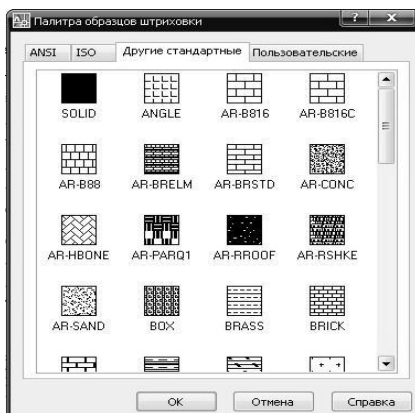 Палитра образцов штриховки
ANSI ISO Другие стандартные Пользовательские
SOLID ANGLE AR-B816 AR-B816C
AR-B88 AR-BRELM AR-BRSTD AR-CONC
AR-HBONE AR-PARQ1 AR-RROOF AR-RSHKE
AR-SAND BOX BRASS BRICK
OK Отмена Справка